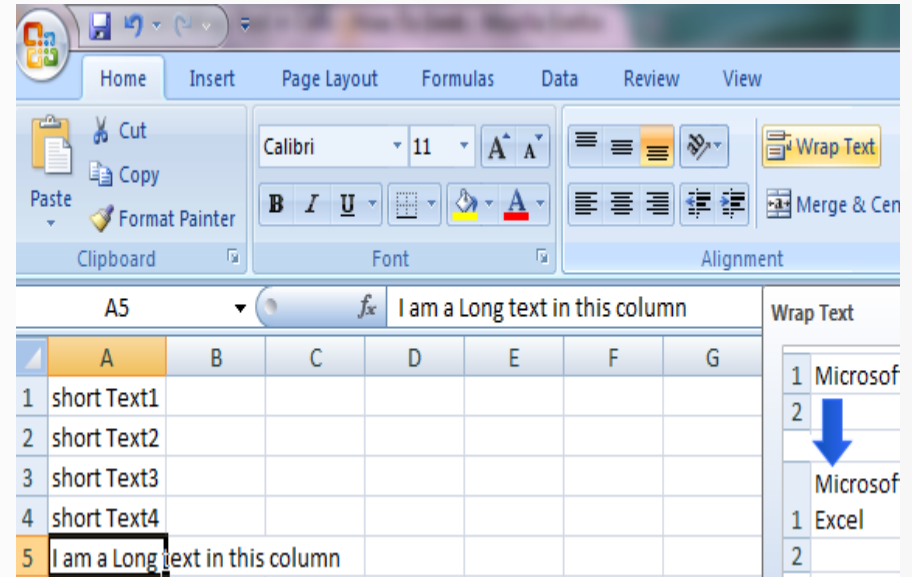 Home Insert Page Layout Formulas Data Review View
Cut
Copy
Paste
Format Painter
Clipboard
Calibri 11 A A
B I U A
Font
Wrap Text
Merge & Cen
Alignment
A5 fx I am a Long text in this column
Wrap Text
A B C D E F G
1 short Text1
2 short Text2
3 short Text3
4 short Text4
5 I am a Long text in this column
1 Microsof
2
Microsof
1 Excel
2